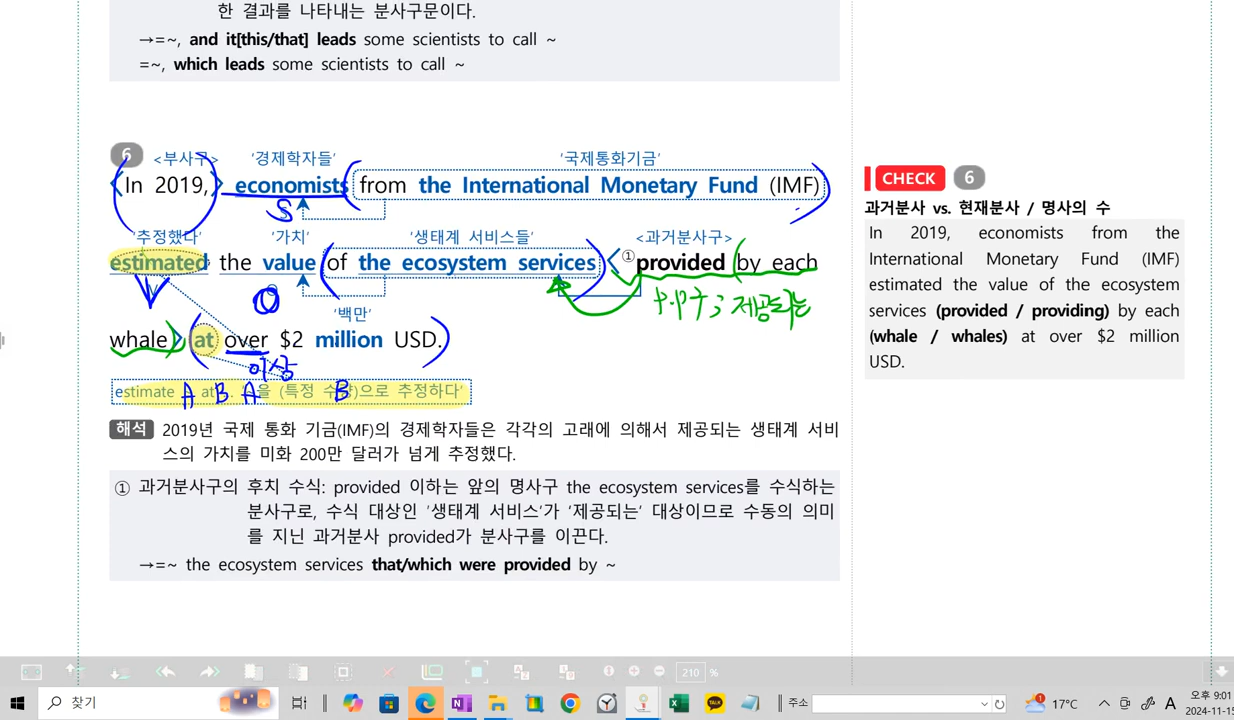 한 결과를 나타내는 분사구문이다.
→=~, and it[this/that] leads some scientists to call ~
=~, which leads some scientists to call ~
6 <부사구> '경제학자들' '국제통화기금'
In 2019, economists from the International Monetary Fund (IMF)
S
'추정했다' '가치' '생태계 서비스들' <과거분사구>
estimated the value of the ecosystem services ①provided by each
V O p.p구; 제공되는
'백만'
whale at over $2 million USD.
이상
estimate A at B A을 (특정 수량)으로 추정하다' B
해석 2019년 국제 통화 기금(IMF)의 경제학자들은 각각의 고래에 의해서 제공되는 생태계 서비
스의 가치를 미화 200만 달러가 넘게 추정했다.
① 과거분사구의 후치 수식: provided 이하는 앞의 명사구 the ecosystem services를 수식하는
분사구로, 수식 대상인 '생태계 서비스'가 '제공되는' 대상이므로 수동의 의미
를 지닌 과거분사 provided가 분사구를 이끈다.
→=~ the ecosystem services that/which were provided by ~
CHECK 6
과거분사 vs. 현재분사 / 명사의 수
In 2019, economists from the
International Monetary Fund (IMF)
estimated the value of the ecosystem
services (provided / providing) by each
(whale / whales) at over $2 million
USD.
210 %
찾기 주소 17°C A 오후 9:01
2024-11-15